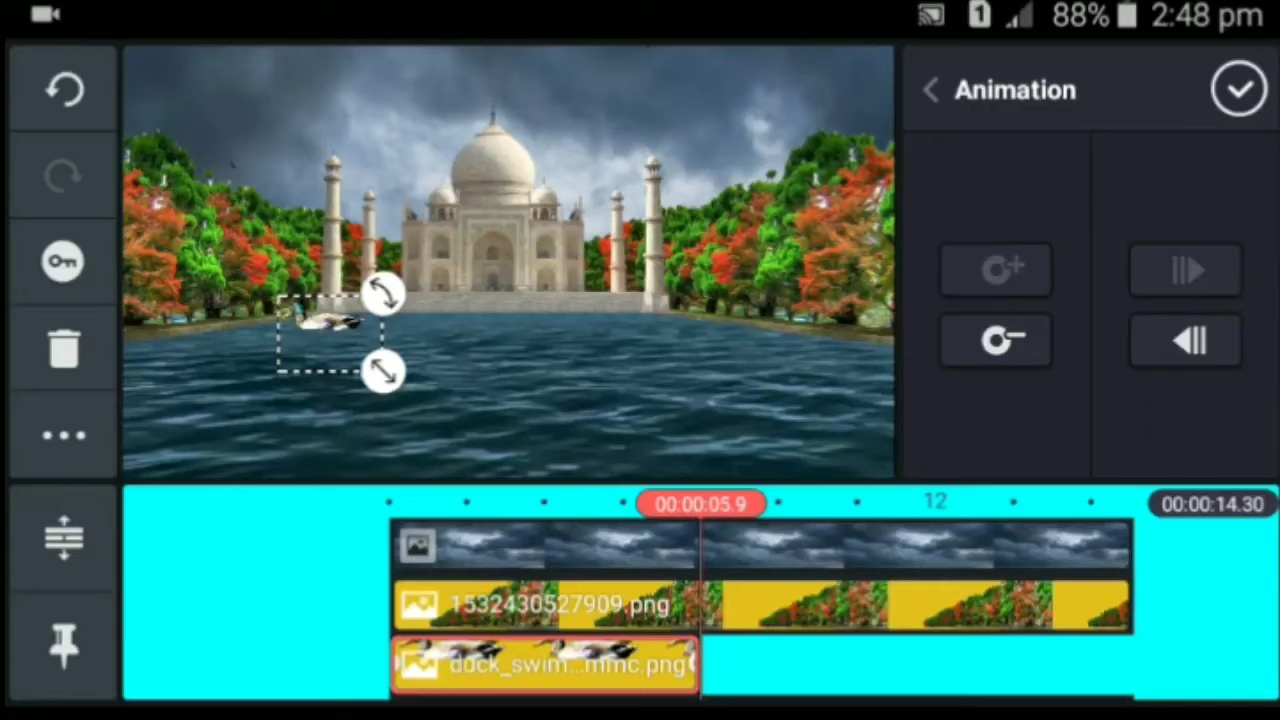 1 88% 2:48 pm
Animation
00:00:05.9 12 00:00:14.30
1532430527909.png
duck_swim...mmc.png